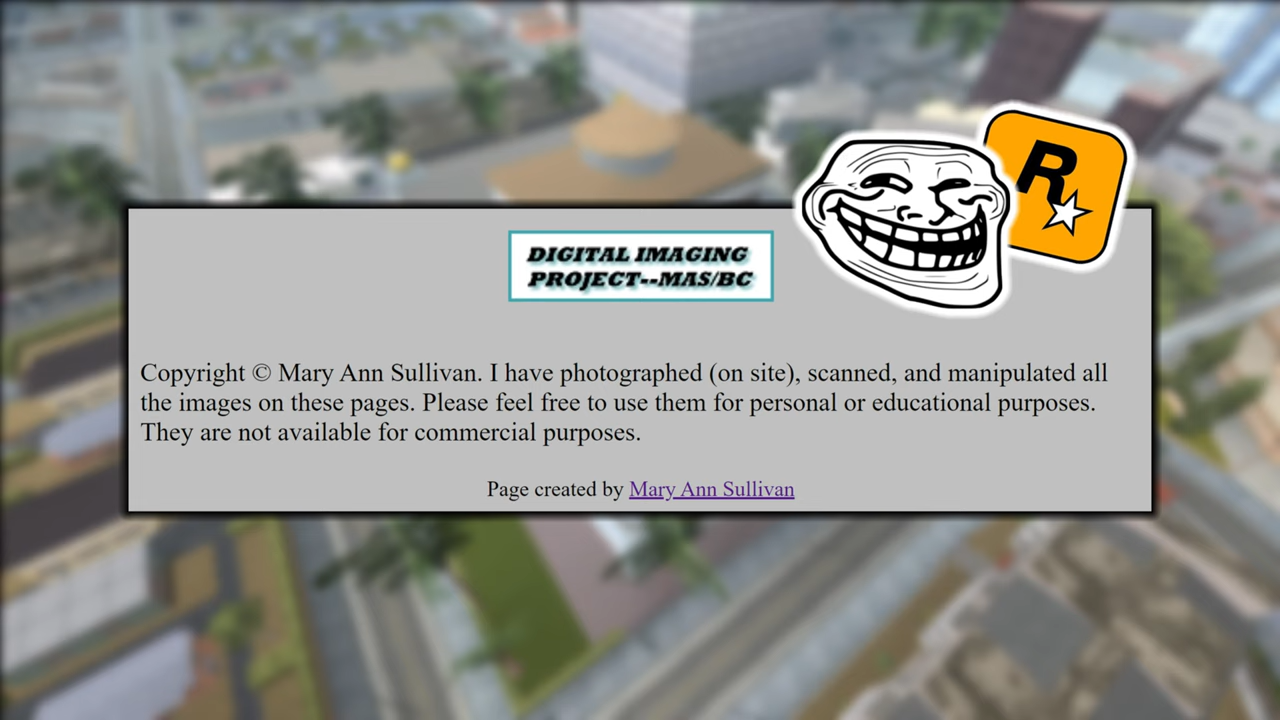 R
DIGITAL IMAGING
PROJECT--MAS/BC
Copyright © Mary Ann Sullivan. I have photographed (on site), scanned, and manipulated all
the images on these pages. Please feel free to use them for personal or educational purposes.
They are not available for commercial purposes.
Page created by Mary Ann Sullivan